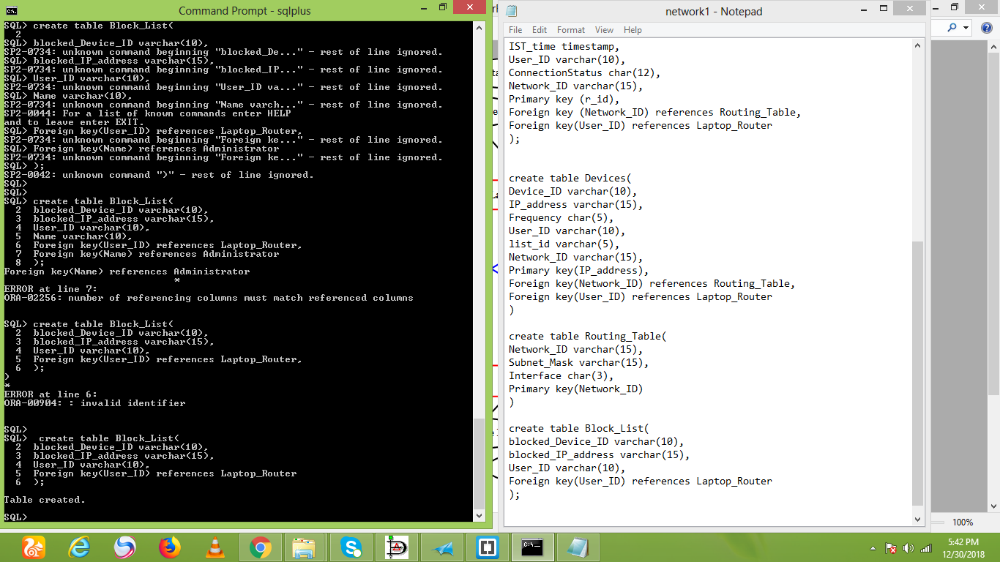 Command Prompt - sqlplus
SQL> create table Block_List(
2
SQL> blocked_Device_ID varchar(10),
SP2-0734: unknown command beginning "blocked_De..." - rest of line ignored.
SQL> blocked_IP_address varchar(15),
SP2-0734: unknown command beginning "blocked_IP..." - rest of line ignored.
SQL> User_ID varchar(10),
SP2-0734: unknown command beginning "User_ID va..." - rest of line ignored.
SQL> Name varchar(10),
SP2-0734: unknown command beginning "Name varch..." - rest of line ignored.
SP2-0044: For a list of known commands enter HELP
and to leave enter EXIT.
SQL> Foreign key(User_ID) references Laptop_Router,
SP2-0734: unknown command beginning "Foreign ke..." - rest of line ignored.
SQL> Foreign key(Name) references Administrator
SP2-0734: unknown command beginning "Foreign ke..." - rest of line ignored.
SQL> );
SP2-0042: unknown command ")" - rest of line ignored.
SQL>
SQL>
SQL> create table Block_List(
2 blocked_Device_ID varchar(10),
3 blocked_IP_address varchar(15),
4 User_ID varchar(10),
5 Name varchar(10),
6 Foreign key(User_ID) references Laptop_Router,
7 Foreign key(Name) references Administrator
8 );
Foreign key(Name) references Administrator
*
ERROR at line 7:
ORA-02256: number of referencing columns must match referenced columns
SQL> create table Block_List(
2 blocked_Device_ID varchar(10),
3 blocked_IP_address varchar(15),
4 User_ID varchar(10),
5 Foreign key(User_ID) references Laptop_Router,
6 );
)
*
ERROR at line 6:
ORA-00904: : invalid identifier
SQL>
SQL> create table Block_List(
2 blocked_Device_ID varchar(10),
3 blocked_IP_address varchar(15),
4 User_ID varchar(10),
5 Foreign key(User_ID) references Laptop_Router
6 );
Table created.
SQL>
network1 - Notepad
File Edit Format View Help
IST_time timestamp,
User_ID varchar(10),
ConnectionStatus char(12),
Network_ID varchar(15),
Primary key (r_id),
Foreign key (Network_ID) references Routing_Table,
Foreign key(User_ID) references Laptop_Router
);
create table Devices(
Device_ID varchar(10),
IP_address varchar(15),
Frequency char(5),
User_ID varchar(10),
list_id varchar(5),
Network_ID varchar(15),
Primary key(IP_address),
Foreign key(Network_ID) references Routing_Table,
Foreign key(User_ID) references Laptop_Router
)
create table Routing_Table(
Network_ID varchar(15),
Subnet_Mask varchar(15),
Interface char(3),
Primary key(Network_ID)
)
create table Block_List(
blocked_Device_ID varchar(10),
blocked_IP_address varchar(15),
User_ID varchar(10),
Foreign key(User_ID) references Laptop_Router
);
100%
5:42 PM
12/30/2018